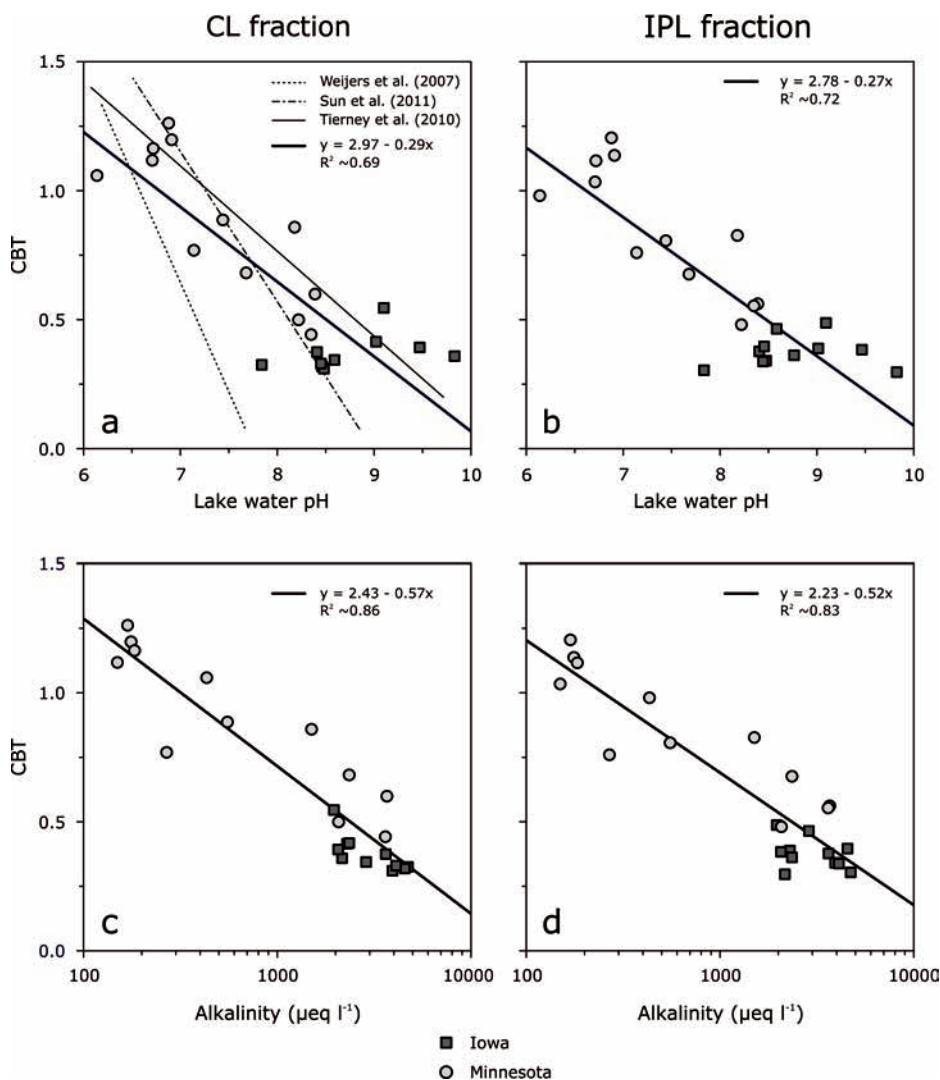 CL fraction
IPL fraction
CBT
1.5
1.0
0.5
0.0
Weijers et al. (2007)
Sun et al. (2011)
Tierney et al. (2010)
y = 2.97 - 0.29x
R² ~0.69
a
6 7 8 9 10
Lake water pH
y = 2.78 - 0.27x
R² ~0.72
b
6 7 8 9 10
Lake water pH
CBT
1.5
1.0
0.5
0.0
y = 2.43 - 0.57x
R² ~0.86
c
100 1000 10000
Alkalinity (µeq l⁻¹)
y = 2.23 - 0.52x
R² ~0.83
d
100 1000 10000
Alkalinity (µeq l⁻¹)
Iowa
Minnesota